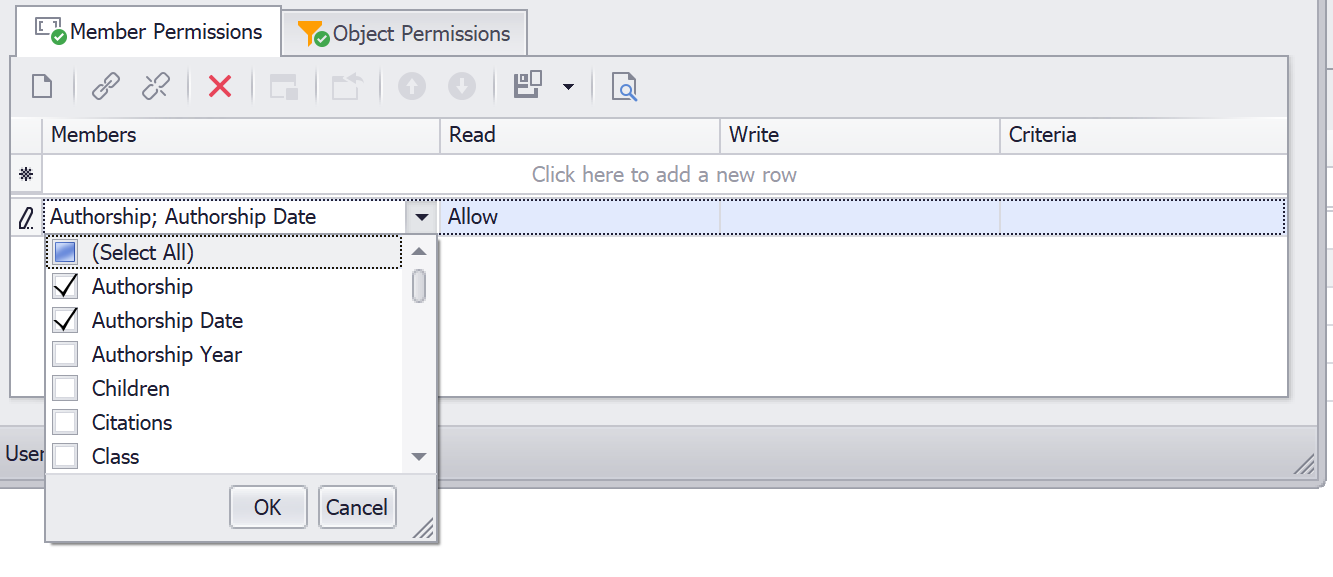 Member Permissions
Object Permissions
Members Read Write Criteria
Click here to add a new row
Authorship; Authorship Date Allow
(Select All)
Authorship
Authorship Date
Authorship Year
Children
Citations
Class
User
OK Cancel